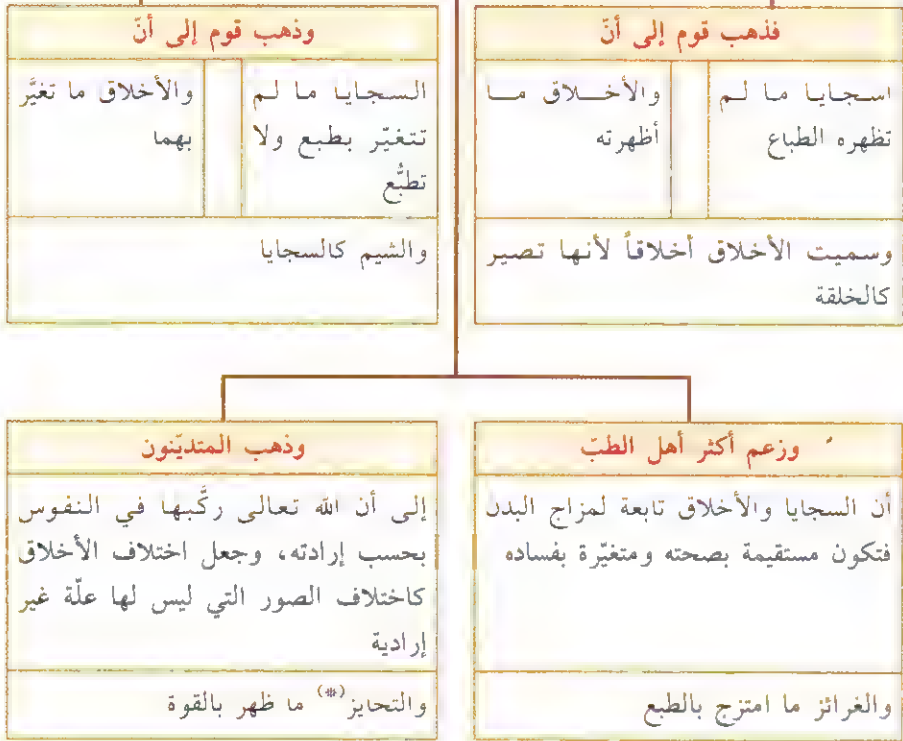 فذهب قوم إلى أنّ
اسجايا ما لم
تظهره الطباع
والأخلاق ما
أظهرته
وسميت الأخلاق أخلاقاً لأنها تصير
كالخلقة
وذهب قوم إلى أنّ
السجايا ما لم
تتغيّر بطبع ولا
تطبُّع
والأخلاق ما تغيَّر
بهما
والشيم كالسجايا
وزعم أكثر أهل الطبّ
أن السجايا والأخلاق تابعة لمزاج البدن
فتكون مستقيمة بصحته ومتغيّرة بفساده
والغرائز ما امتزج بالطبع
وذهب المتديّنون
إلى أن الله تعالى ركَّبها في النفوس
بحسب إرادته، وجعل اختلاف الأخلاق
كاختلاف الصور التي ليس لها علّة غير
إرادية
والتحايز(*) ما ظهر بالقوة